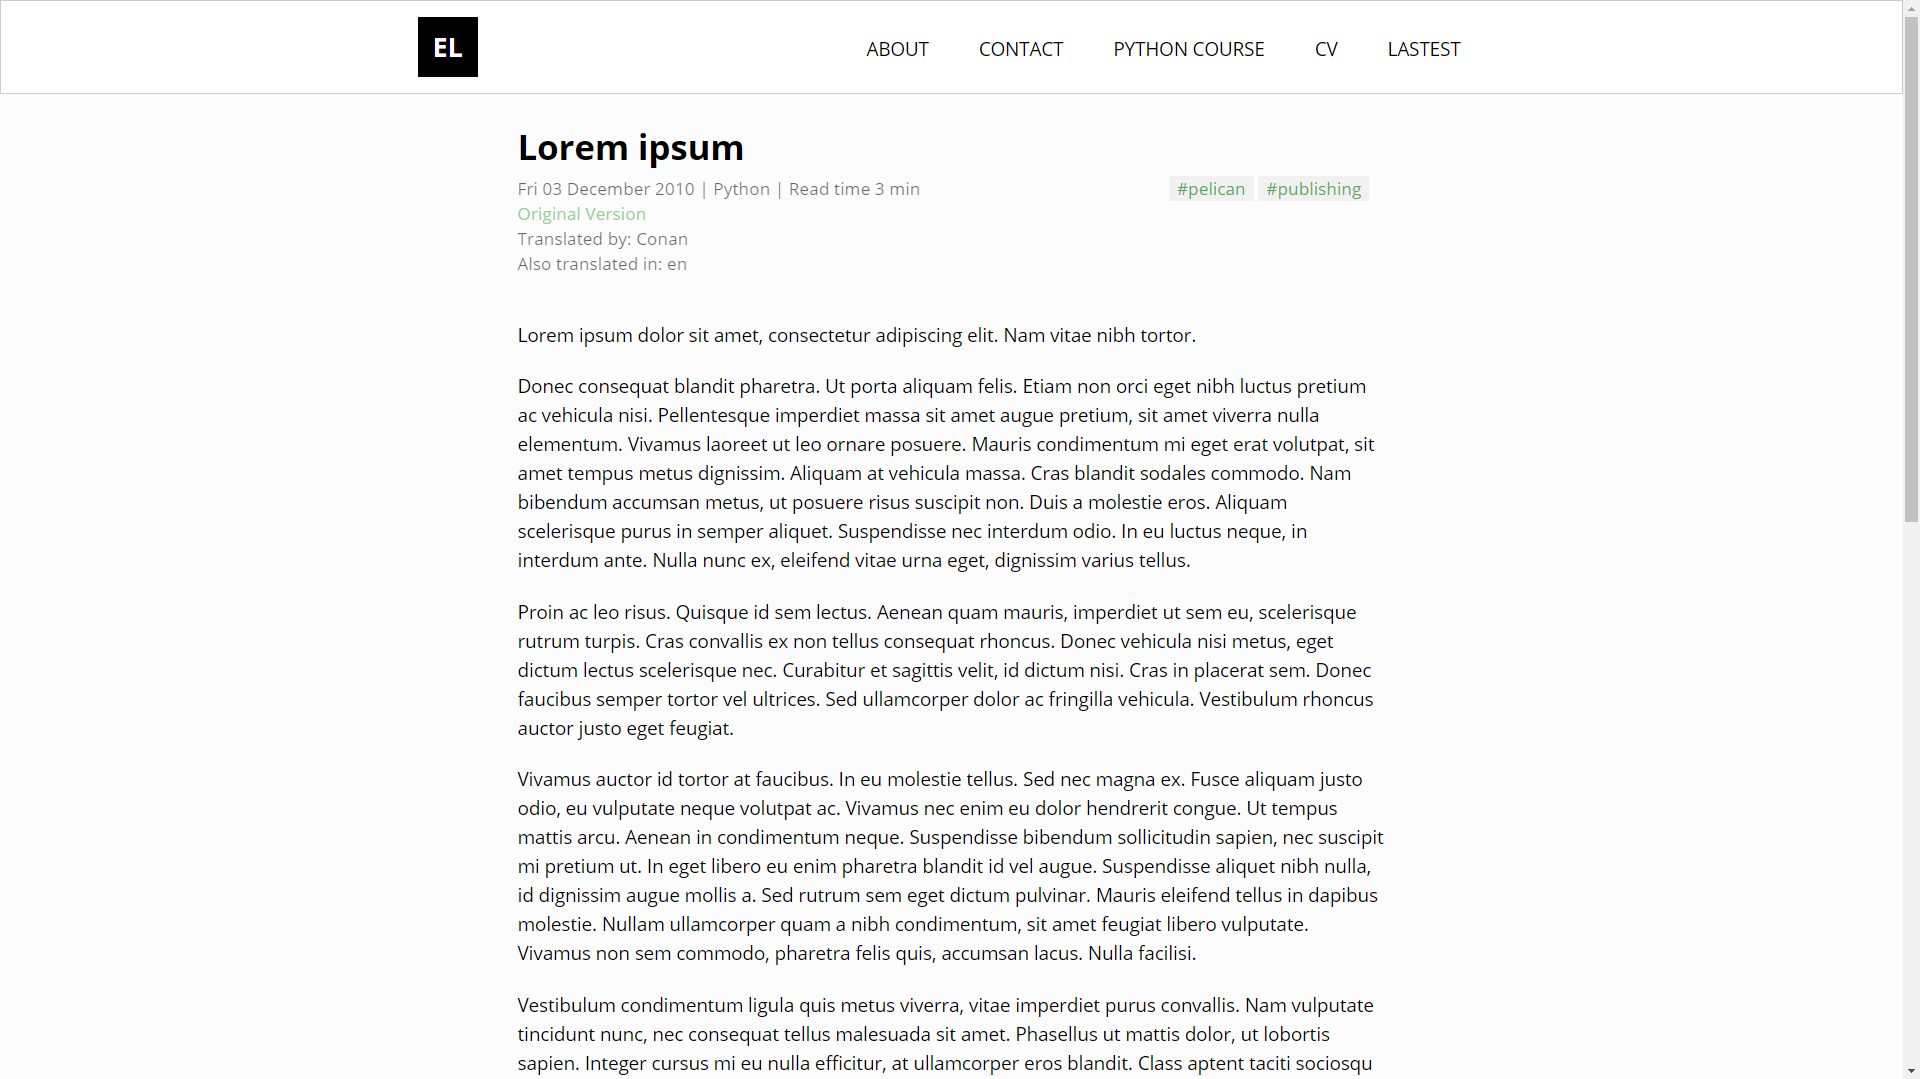 EL
ABOUT CONTACT PYTHON COURSE CV LASTEST
Lorem ipsum
Fri 03 December 2010 | Python | Read time 3 min #pelican #publishing
Original Version
Translated by: Conan
Also translated in: en
Lorem ipsum dolor sit amet, consectetur adipiscing elit. Nam vitae nibh tortor.
Donec consequat blandit pharetra. Ut porta aliquam felis. Etiam non orci eget nibh luctus pretium
ac vehicula nisi. Pellentesque imperdiet massa sit amet augue pretium, sit amet viverra nulla
elementum. Vivamus laoreet ut leo ornare posuere. Mauris condimentum mi eget erat volutpat, sit
amet tempus metus dignissim. Aliquam at vehicula massa. Cras blandit sodales commodo. Nam
bibendum accumsan metus, ut posuere risus suscipit non. Duis a molestie eros. Aliquam
scelerisque purus in semper aliquet. Suspendisse nec interdum odio. In eu luctus neque, in
interdum ante. Nulla nunc ex, eleifend vitae urna eget, dignissim varius tellus.
Proin ac leo risus. Quisque id sem lectus. Aenean quam mauris, imperdiet ut sem eu, scelerisque
rutrum turpis. Cras convallis ex non tellus consequat rhoncus. Donec vehicula nisi metus, eget
dictum lectus scelerisque nec. Curabitur et sagittis velit, id dictum nisi. Cras in placerat sem. Donec
faucibus semper tortor vel ultrices. Sed ullamcorper dolor ac fringilla vehicula. Vestibulum rhoncus
auctor justo eget feugiat.
Vivamus auctor id tortor at faucibus. In eu molestie tellus. Sed nec magna ex. Fusce aliquam justo
odio, eu vulputate neque volutpat ac. Vivamus nec enim eu dolor hendrerit congue. Ut tempus
mattis arcu. Aenean in condimentum neque. Suspendisse bibendum sollicitudin sapien, nec suscipit
mi pretium ut. In eget libero eu enim pharetra blandit id vel augue. Suspendisse aliquet nibh nulla,
id dignissim augue mollis a. Sed rutrum sem eget dictum pulvinar. Mauris eleifend tellus in dapibus
molestie. Nullam ullamcorper quam a nibh condimentum, sit amet feugiat libero vulputate.
Vivamus non sem commodo, pharetra felis quis, accumsan lacus. Nulla facilisi.
Vestibulum condimentum ligula quis metus viverra, vitae imperdiet purus convallis. Nam vulputate
tincidunt nunc, nec consequat tellus malesuada sit amet. Phasellus ut mattis dolor, ut lobortis
sapien. Integer cursus mi eu nulla efficitur, at ullamcorper eros blandit. Class aptent taciti sociosqu